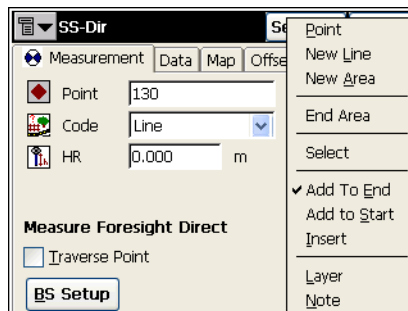 SS-Dir
Measurement Data Map Offse
Point 130
Code Line
HR 0.000 m
Measure Foresight Direct
Traverse Point
BS Setup
Point
New Line
New Area
End Area
Select
Add To End
Add to Start
Insert
Layer
Note